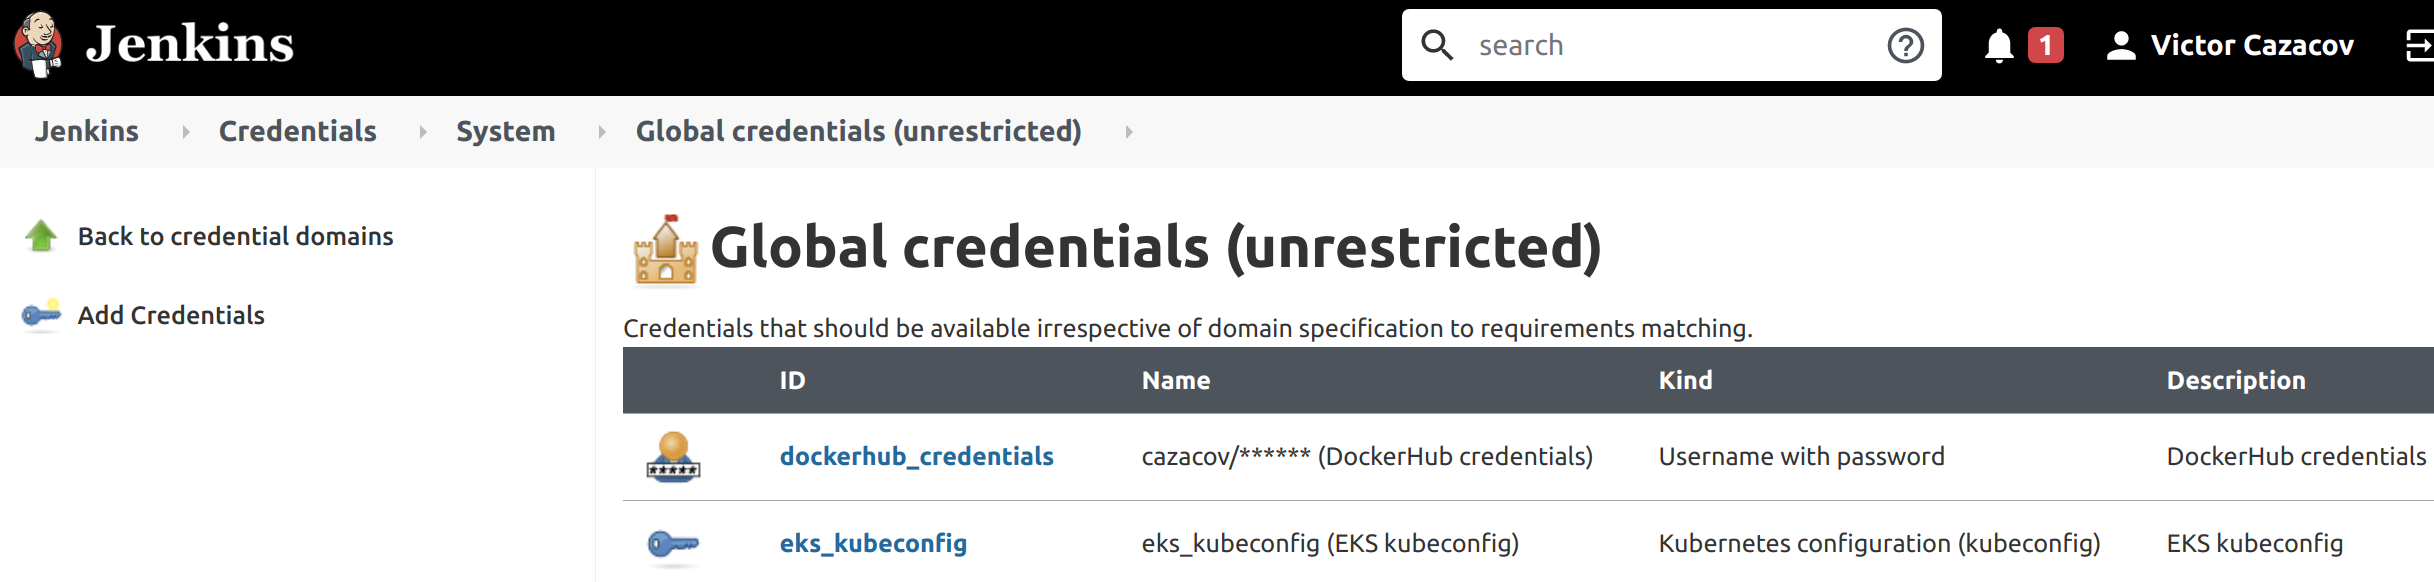 Jenkins
search
1
Victor Cazacov
Jenkins Credentials System Global credentials (unrestricted)
Back to credential domains
Add Credentials
Global credentials (unrestricted)
Credentials that should be available irrespective of domain specification to requirements matching.
ID Name Kind Description
dockerhub_credentials cazacov/****** (DockerHub credentials) Username with password DockerHub credentials
eks_kubeconfig eks_kubeconfig (EKS kubeconfig) Kubernetes configuration (kubeconfig) EKS kubeconfig